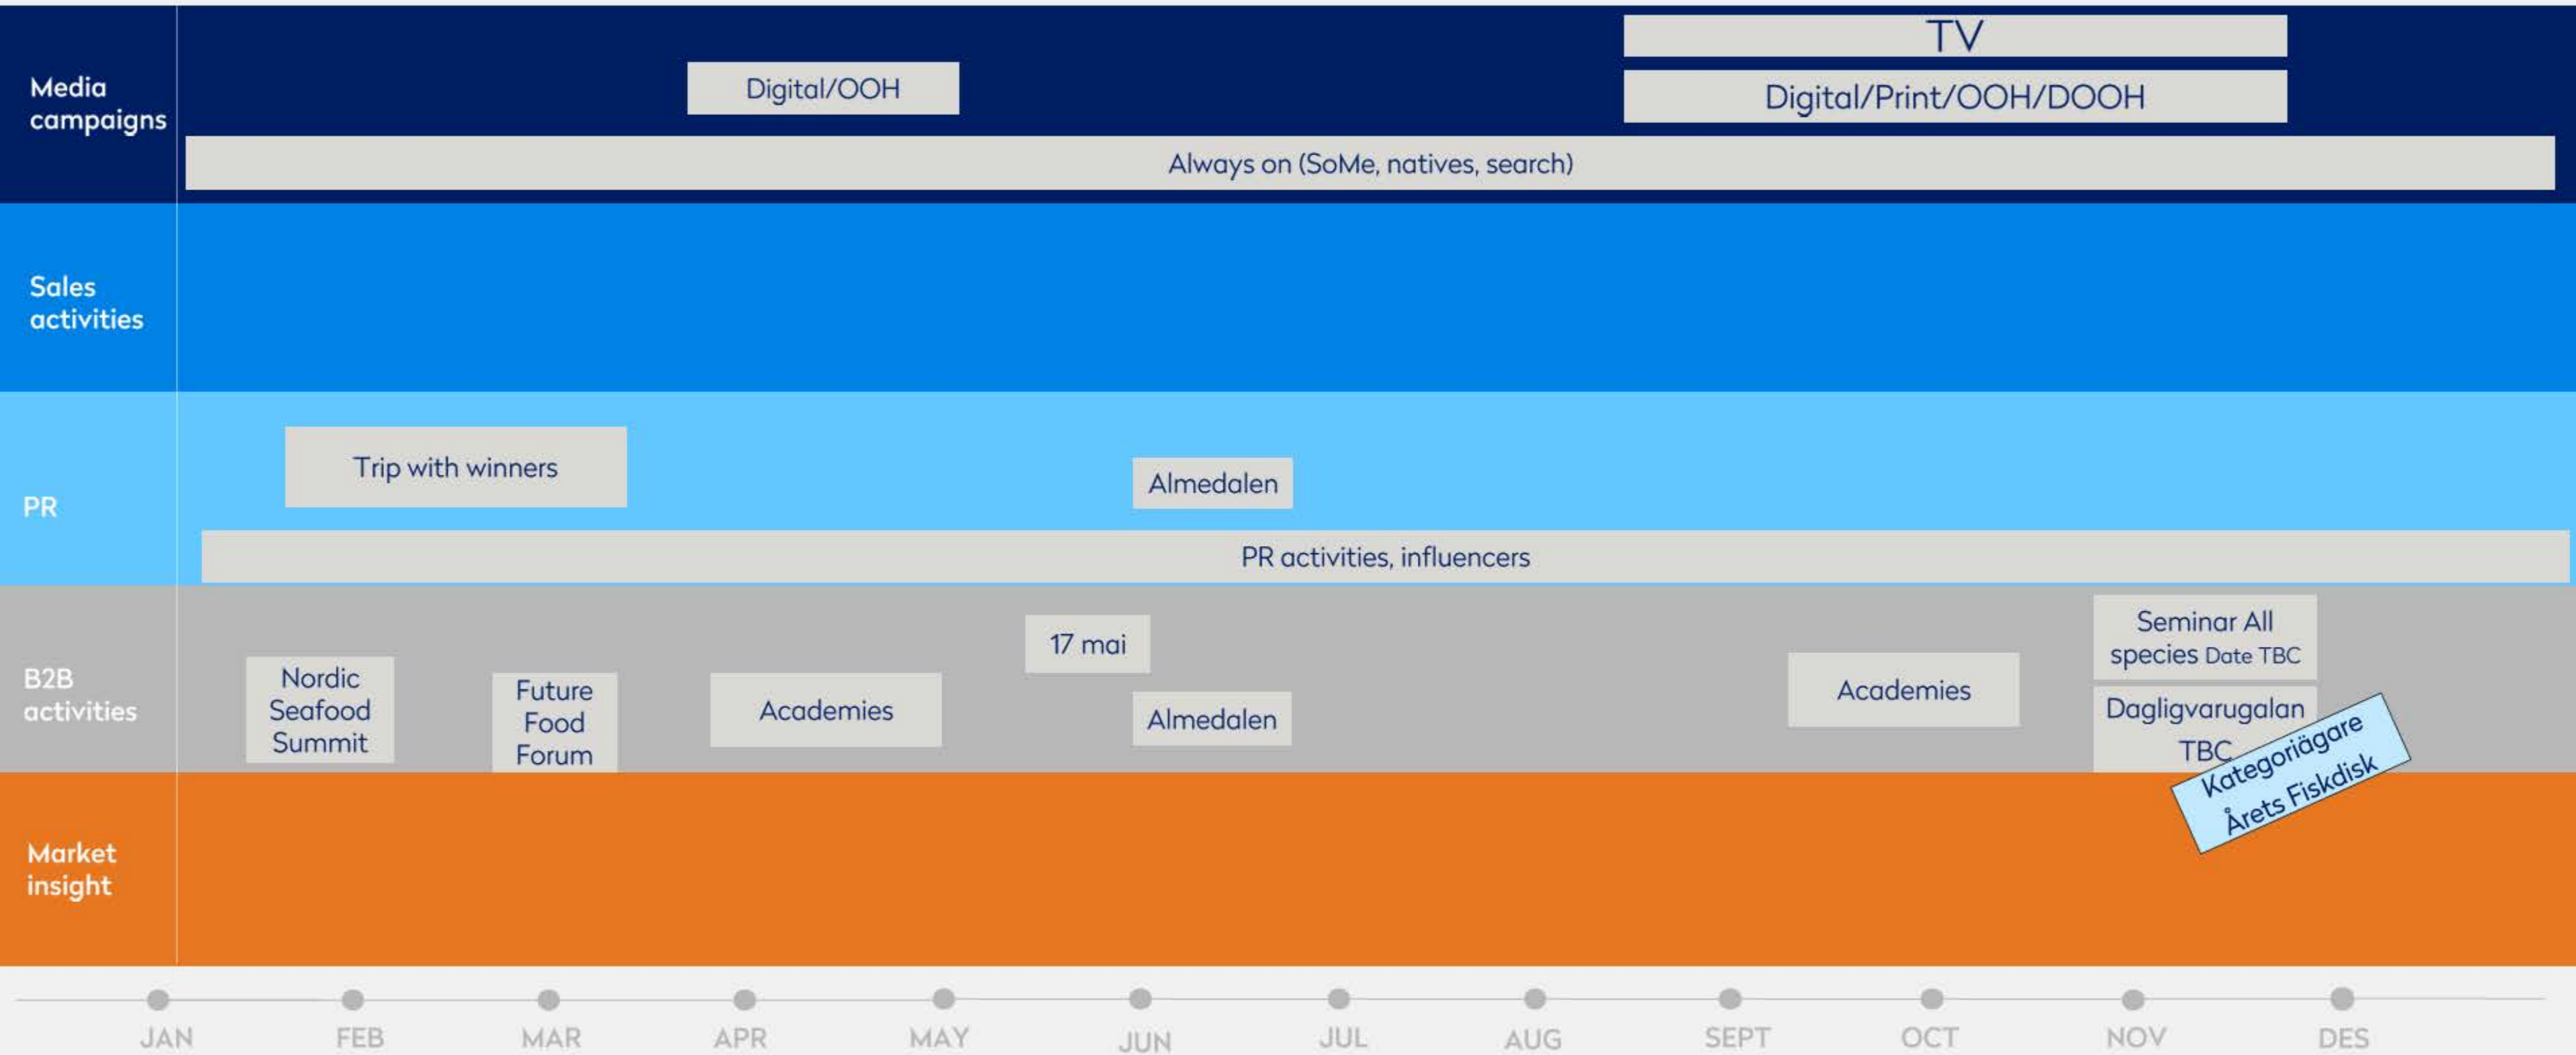 Media
campaigns
TV
Digital/OOH
Digital/Print/OOH/DOOH
Always on (SoMe, natives, search)
Sales
activities
PR
Trip with winners
Almedalen
PR activities, influencers
B2B
activities
Nordic
Seafood
Summit
Future
Food
Forum
Academies
17 mai
Almedalen
Academies
Seminar All
species Date TBC
Dagligvarugalan
TBC
Kategoriägare
Årets Fiskdisk
Market
insight
JAN
FEB
MAR
APR
MAY
JUN
JUL
AUG
SEPT
OCT
NOV
DES